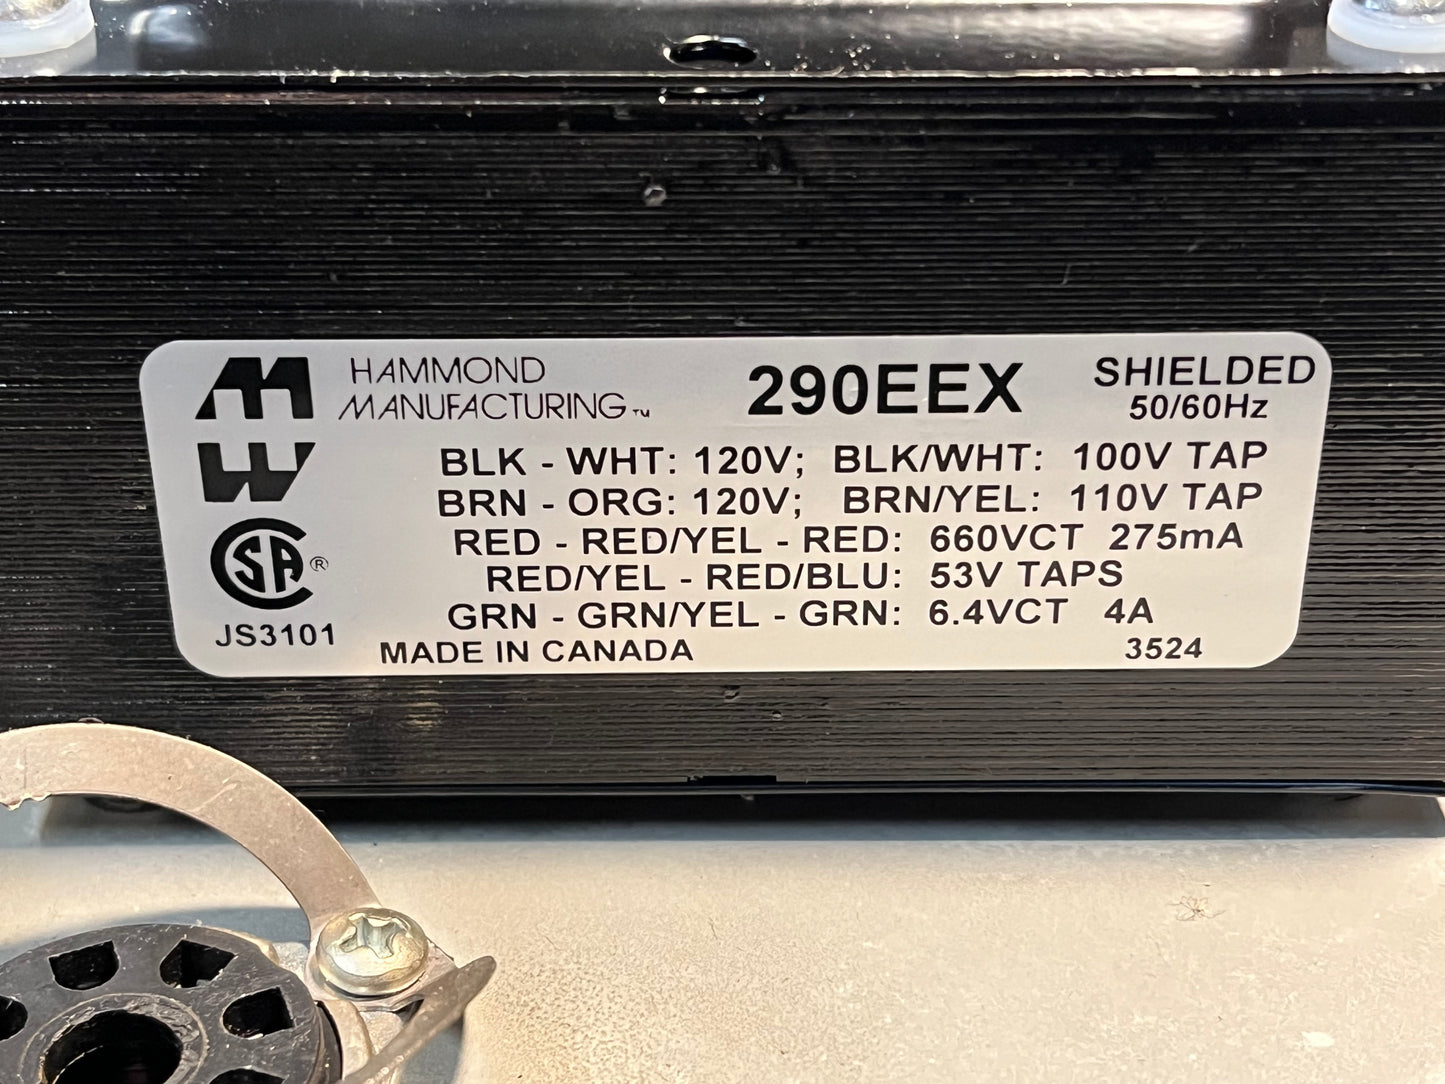 HAMMOND
MANUFACTURING™
290EEX
SHIELDED
50/60Hz
BLK - WHT: 120V; BLK/WHT: 100V TAP
BRN - ORG: 120V; BRN/YEL: 110V TAP
RED - RED/YEL - RED: 660VCT 275mA
RED/YEL - RED/BLU: 53V TAPS
GRN - GRN/YEL - GRN: 6.4VCT 4A
SA®
JS3101
MADE IN CANADA 3524